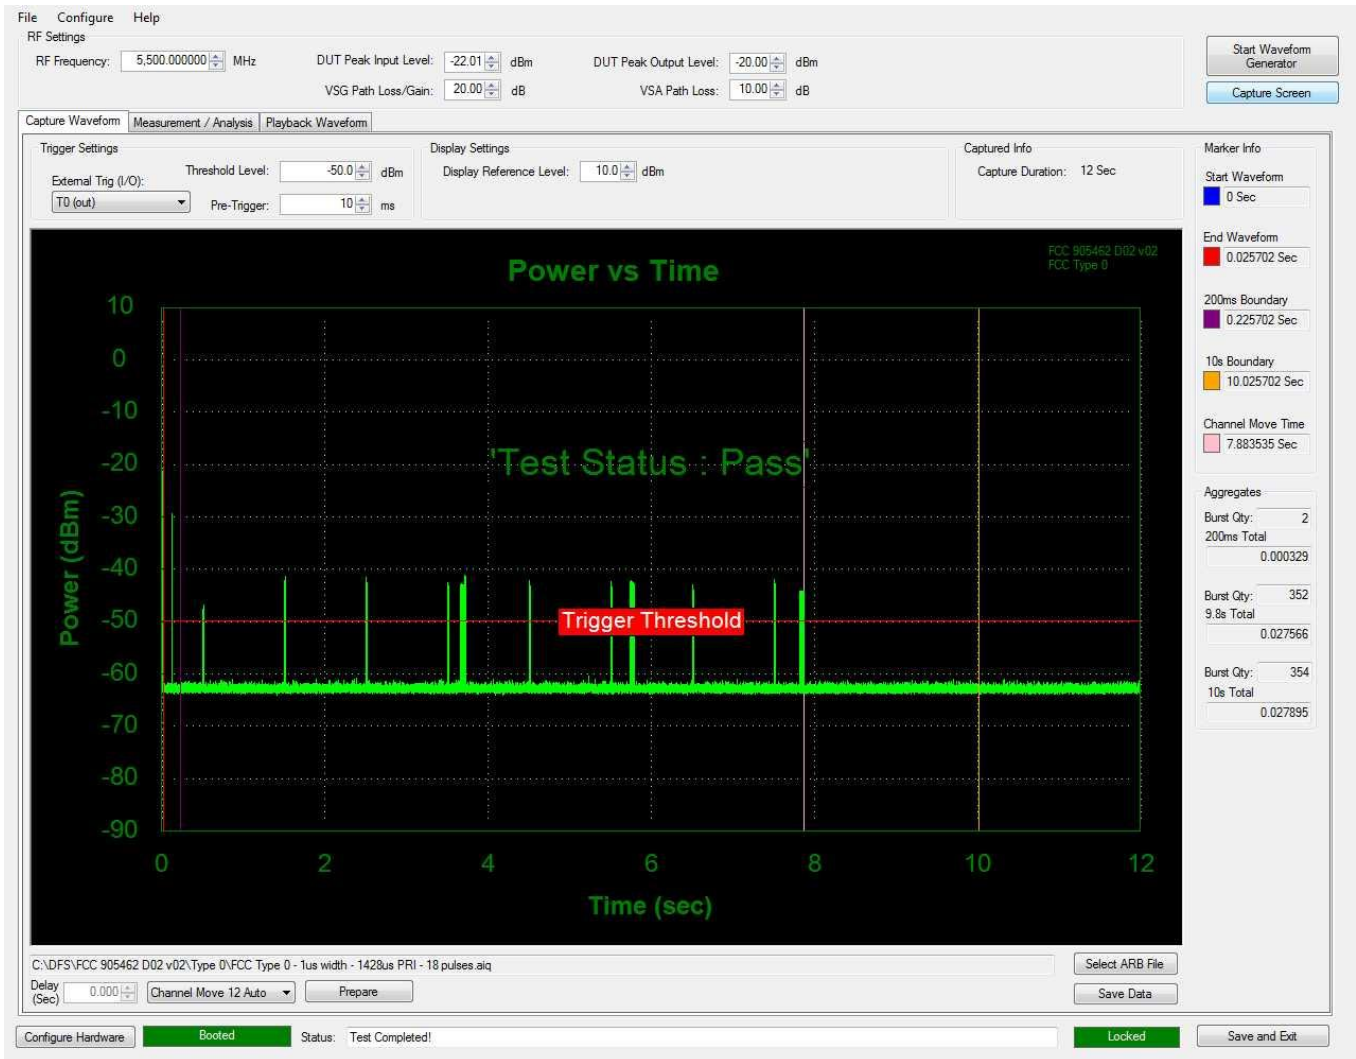 File Configure Help
RF Settings
RF Frequency: 5,500.000000 MHz DUT Peak Input Level: -22.01 dBm DUT Peak Output Level: -20.00 dBm
VSG Path Loss/Gain: 20.00 dB VSA Path Loss: 10.00 dB
Start Waveform
Generator
Capture Screen
Capture Waveform Measurement / Analysis Playback Waveform
Trigger Settings
External Trig (I/O):
T0 (out)
Threshold Level: -50.0 dBm
Pre-Trigger: 10 ms
Display Settings
Display Reference Level: 10.0 dBm
Captured Info
Capture Duration: 12 Sec
Marker Info
Start Waveform
0 Sec
End Waveform
0.025702 Sec
200ms Boundary
0.225702 Sec
10s Boundary
10.025702 Sec
Channel Move Time
7.883535 Sec
Aggregates
Burst Qty: 2
200ms Total
0.000329
Burst Qty: 352
9.8s Total
0.027566
Burst Qty: 354
10s Total
0.027895
FCC 905462 D02 v02
FCC Type 0
Power vs Time
10
0
-10
-20
-30
-40
-50
-60
-70
-80
-90
Power (dBm)
'Test Status : Pass'
Trigger Threshold
0 2 4 6 8 10 12
Time (sec)
C:\DFS\FCC 905462 D02 v02\Type 0\FCC Type 0 - 1us width - 1428us PRI - 18 pulses.aiq
Select ARB File
Delay
(Sec) 0.000 Channel Move 12 Auto Prepare
Save Data
Configure Hardware Booted Status: Test Completed! Locked Save and Exit